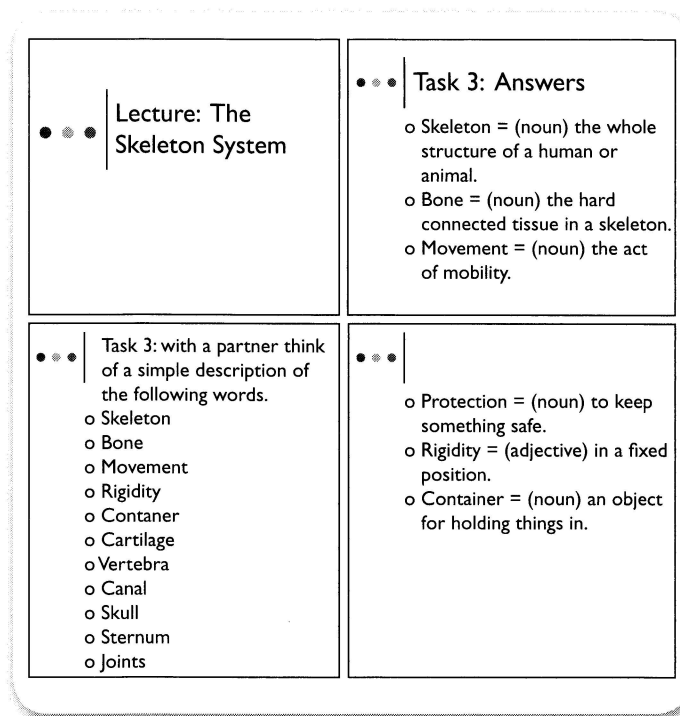 Lecture: The
Skeleton System
Task 3: Answers
o Skeleton = (noun) the whole
structure of a human or
animal.
o Bone = (noun) the hard
connected tissue in a skeleton.
o Movement = (noun) the act
of mobility.
Task 3: with a partner think
of a simple description of
the following words.
o Skeleton
o Bone
o Movement
o Rigidity
o Contaner
o Cartilage
o Vertebra
o Canal
o Skull
o Sternum
o Joints
o Protection = (noun) to keep
something safe.
o Rigidity = (adjective) in a fixed
position.
o Container = (noun) an object
for holding things in.